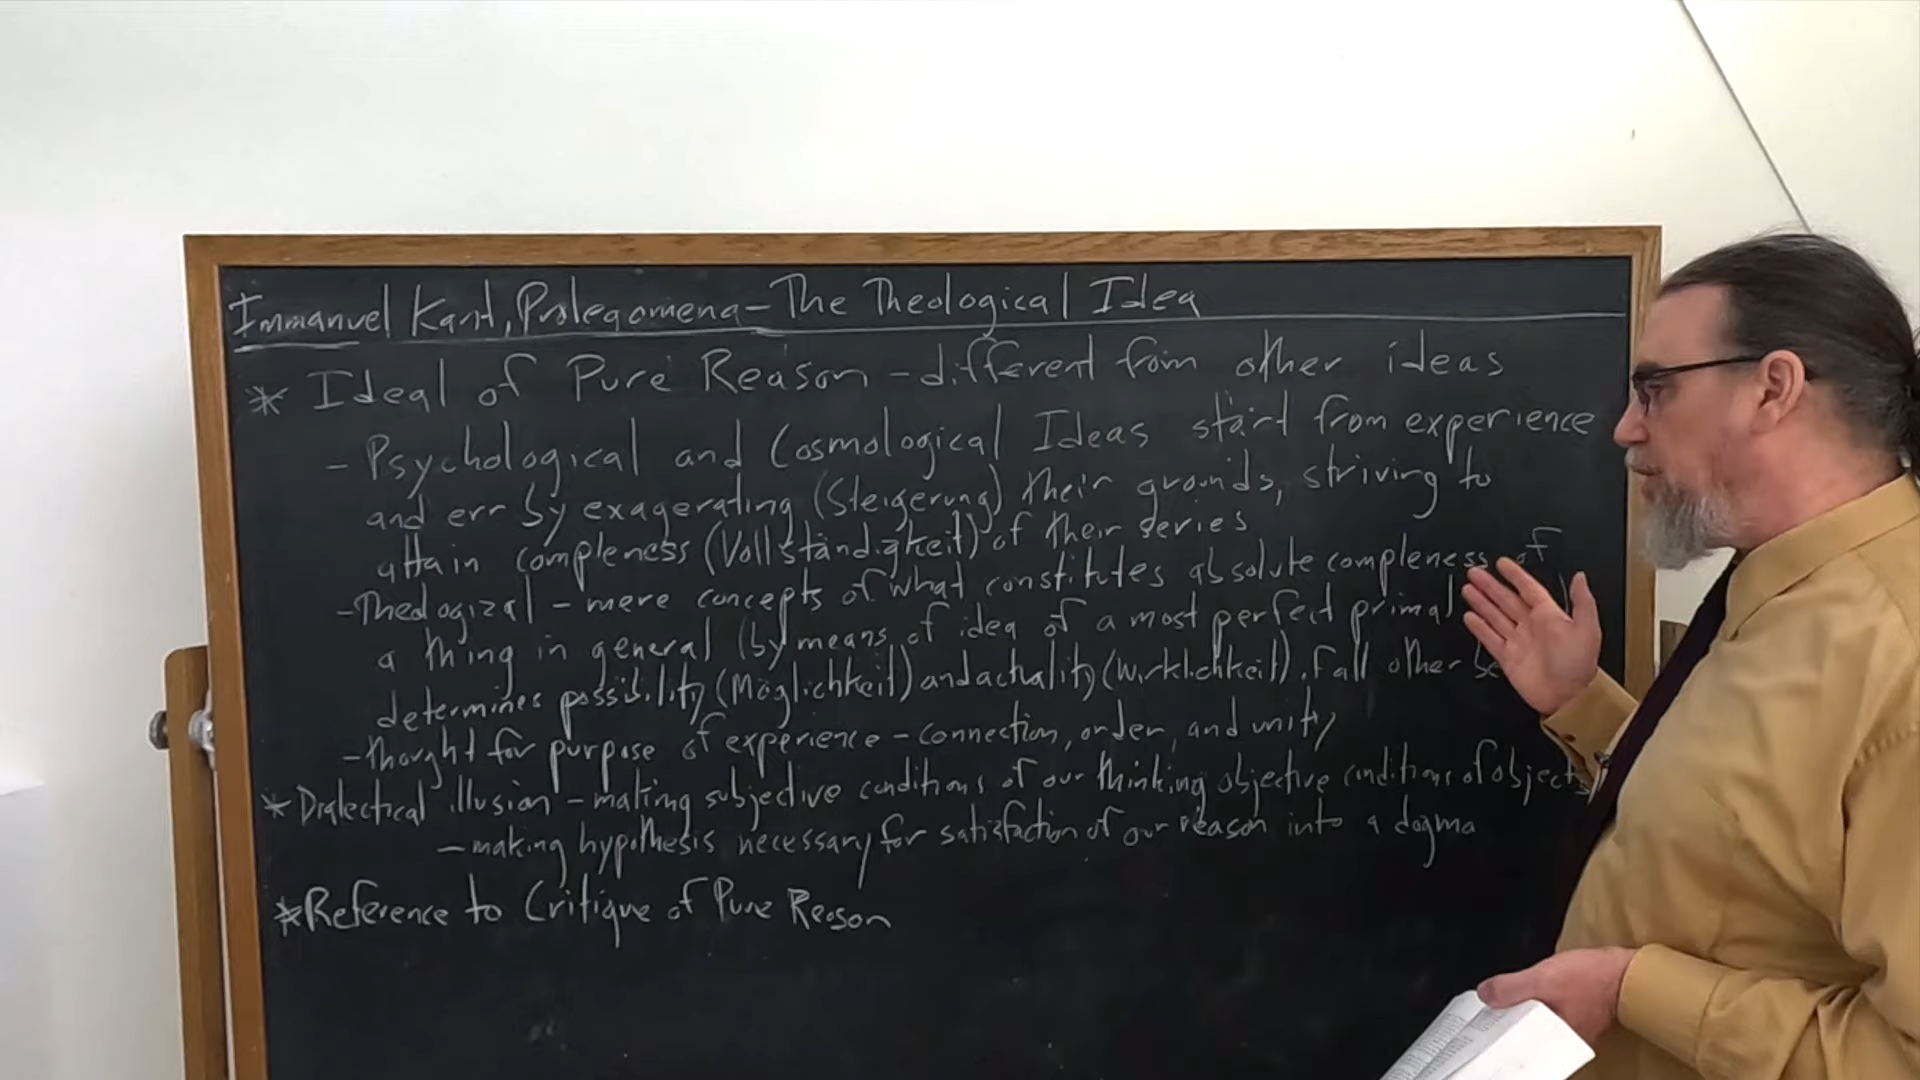 Immanuel Kant, Prolegomena - The Theological Idea
* Ideal of Pure Reason - different from other ideas
- Psychological and Cosmological Ideas start from experience
and err by exagerating (Steigerung) their grounds, striving to
attain compleness (Vollständigkeit) of their series
- Theological - mere concepts of what constitutes absolute compleness of
a thing in general (by means of idea of a most perfect primal
determines possibility (Möglichkeit) and actuality (Wirklichkeit) of all other
- thought for purpose of experience - connection, order, and unity
* Dialectical illusion - making subjective conditions of our thinking objective conditions of objects
- making hypothesis necessary for satisfaction of our reason into a dogma
* Reference to Critique of Pure Reason